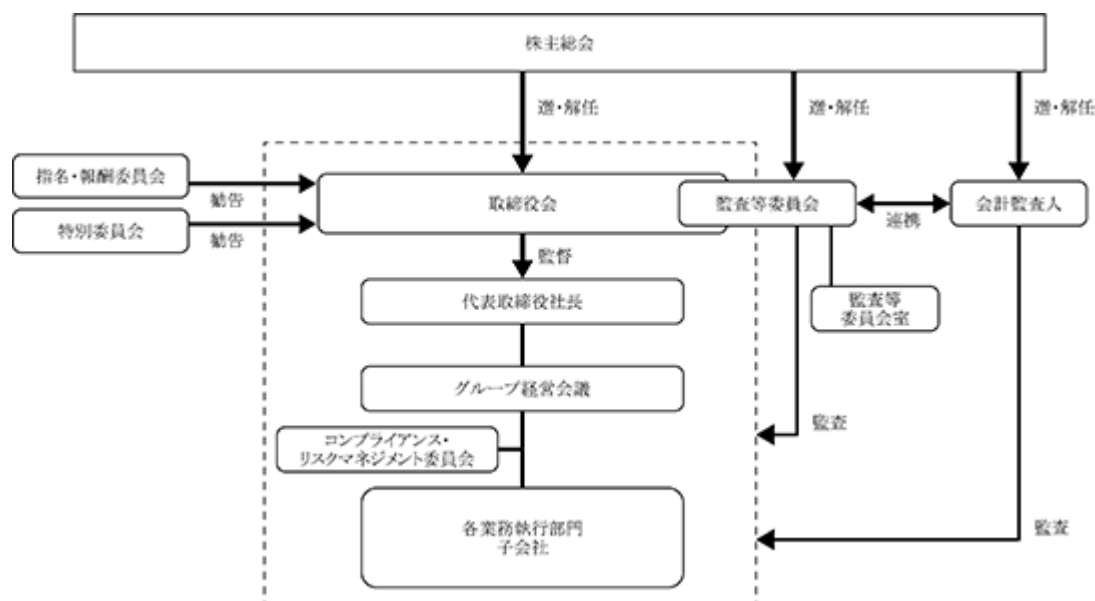 株主総会
選・解任
選・解任
選・解任
指名・報酬委員会
勧告
特別委員会
勧告
取締役会
監査等委員会
連携
会計監査人
監督
代表取締役社長
監査等
委員会室
グループ経営会議
監査
コンプライアンス・
リスクマネジメント委員会
各業務執行部門
子会社
監査